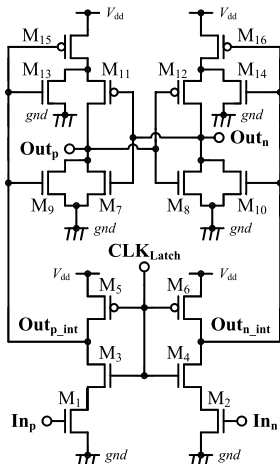 V_dd V_dd
M_15 M_16
M_13 M_11 M_12 M_14
gnd gnd
Out_p Out_n
M_9 M_7 M_8 M_10
gnd gnd
CLK_Latch
V_dd V_dd
M_5 M_6
Out_p_int Out_n_int
M_3 M_4
M_1 M_2
In_p In_n
gnd gnd